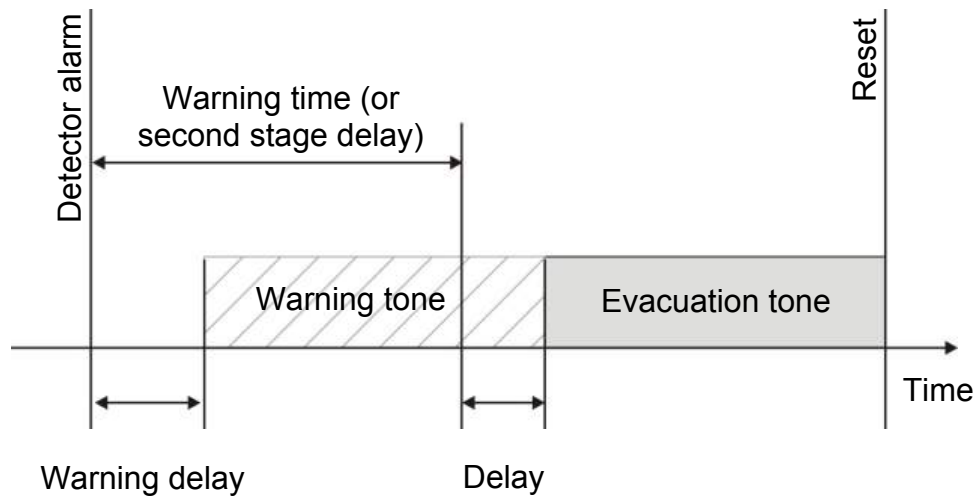 Detector alarm
Warning time (or
second stage delay)
Reset
Warning tone
Evacuation tone
Time
Warning delay
Delay